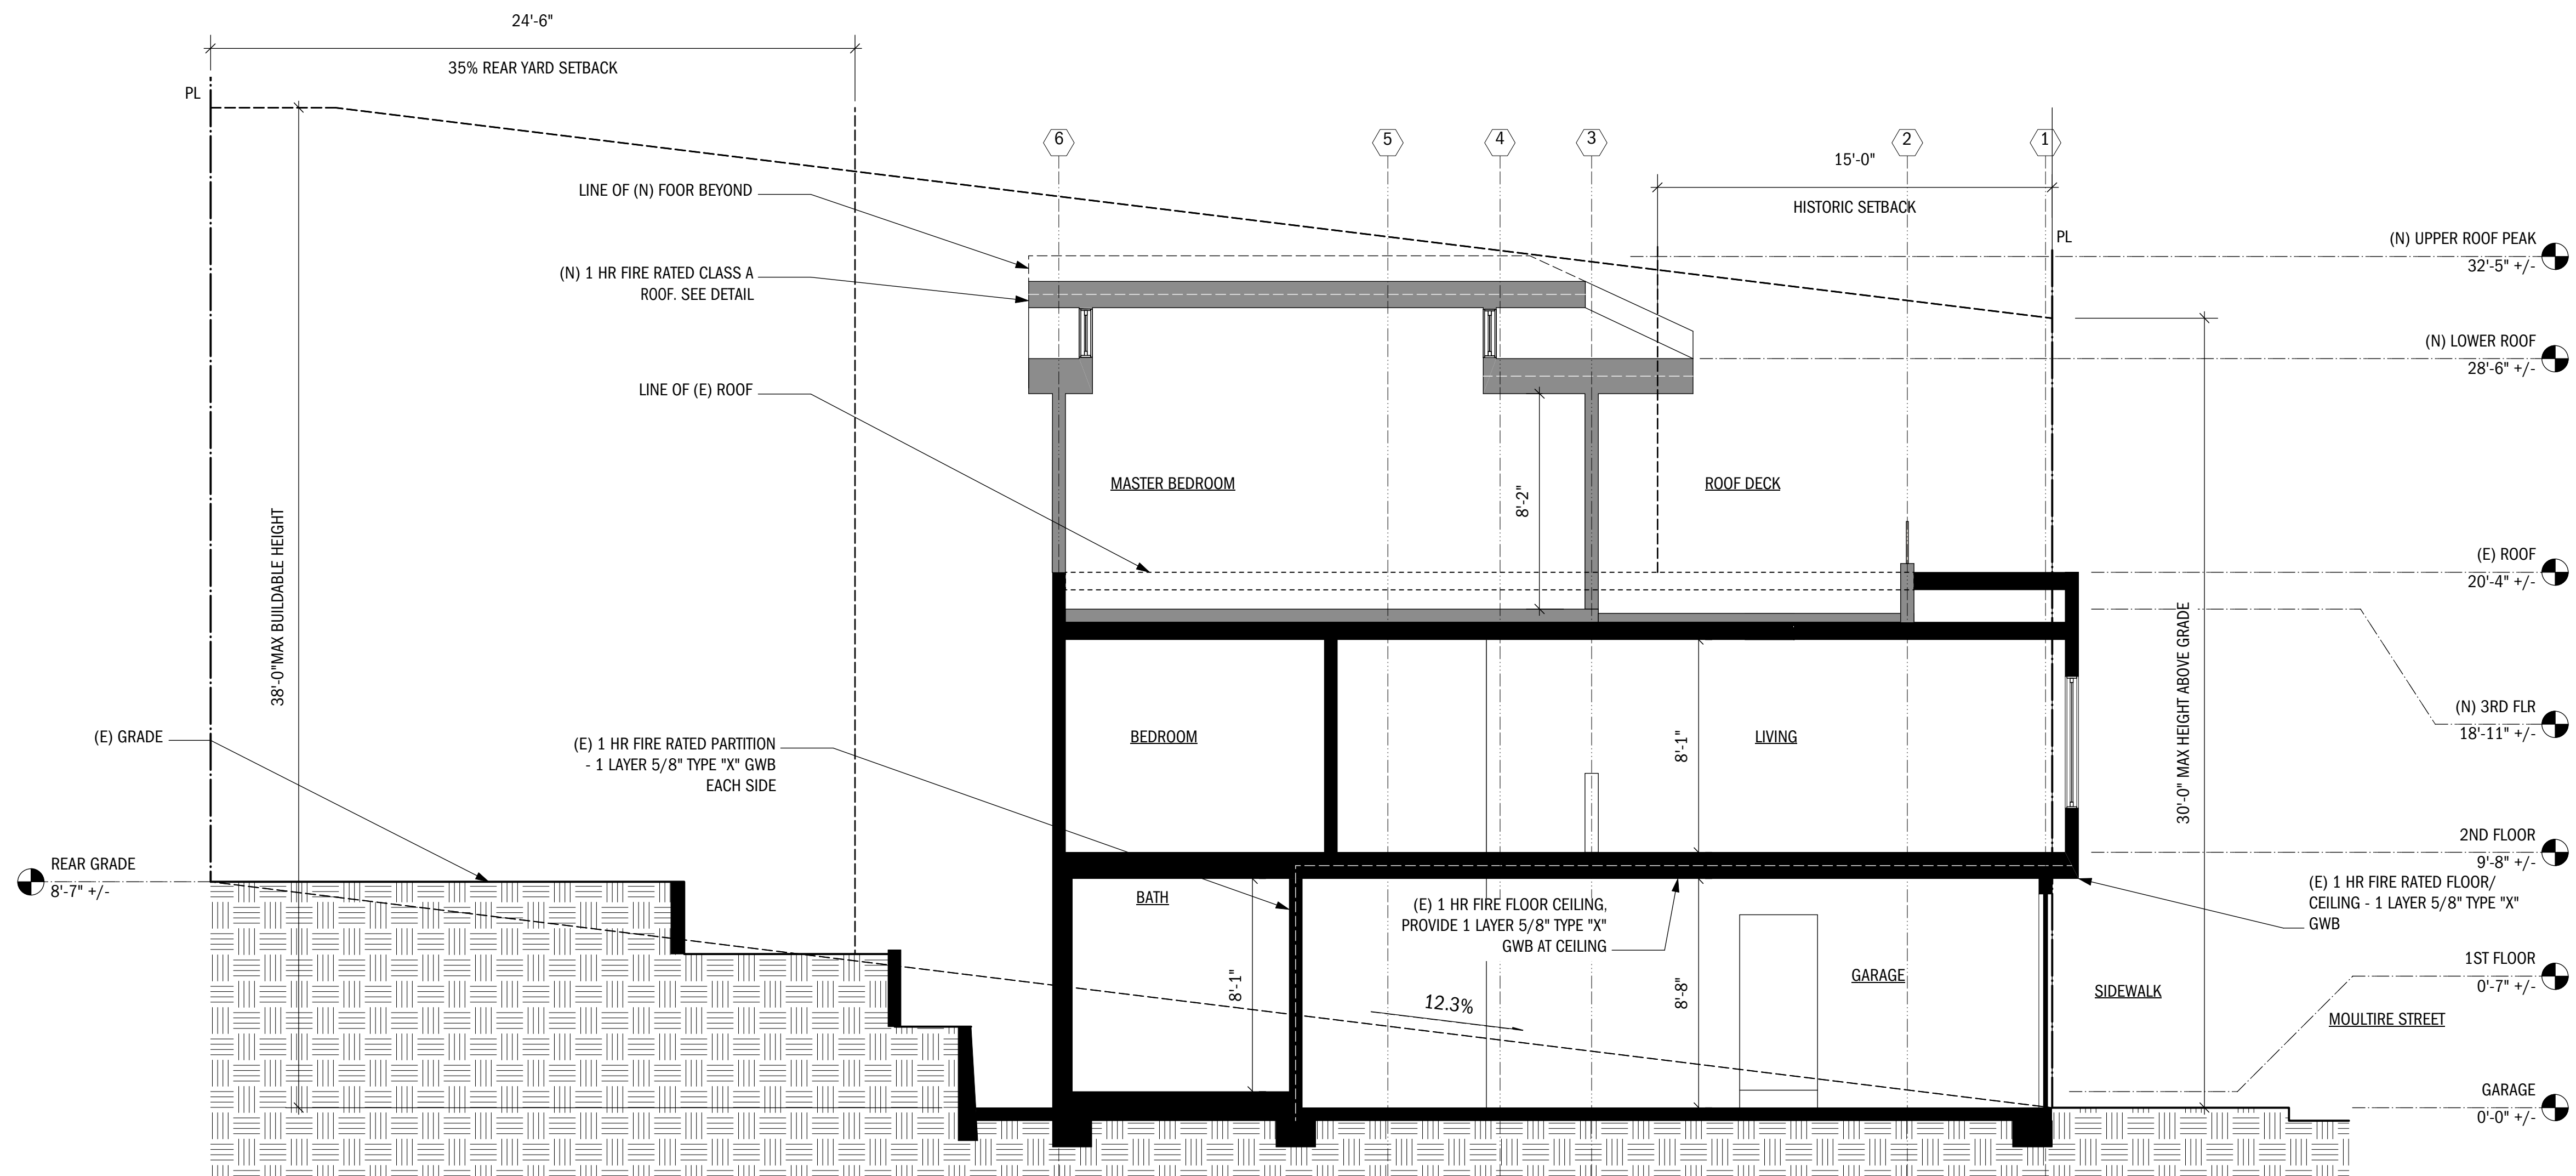 24'-6"
35% REAR YARD SETBACK
PL
6
5
4
3
2
1
15'-0"
HISTORIC SETBACK
PL
LINE OF (N) FOOR BEYOND
(N) 1 HR FIRE RATED CLASS A
ROOF. SEE DETAIL
LINE OF (E) ROOF
(N) UPPER ROOF PEAK
32'-5" +/-
(N) LOWER ROOF
28'-6" +/-
MASTER BEDROOM
8'-2"
ROOF DECK
38'-0"MAX BUILDABLE HEIGHT
(E) ROOF
20'-4" +/-
30'-0" MAX HEIGHT ABOVE GRADE
(N) 3RD FLR
18'-11" +/-
(E) GRADE
(E) 1 HR FIRE RATED PARTITION
- 1 LAYER 5/8" TYPE "X" GWB
EACH SIDE
BEDROOM
8'-1"
LIVING
2ND FLOOR
9'-8" +/-
REAR GRADE
8'-7" +/-
BATH
8'-1"
(E) 1 HR FIRE FLOOR CEILING,
PROVIDE 1 LAYER 5/8" TYPE "X"
GWB AT CEILING
(E) 1 HR FIRE RATED FLOOR/
CEILING - 1 LAYER 5/8" TYPE "X"
GWB
12.3%
8'-8"
GARAGE
SIDEWALK
MOULTIRE STREET
1ST FLOOR
0'-7" +/-
GARAGE
0'-0" +/-